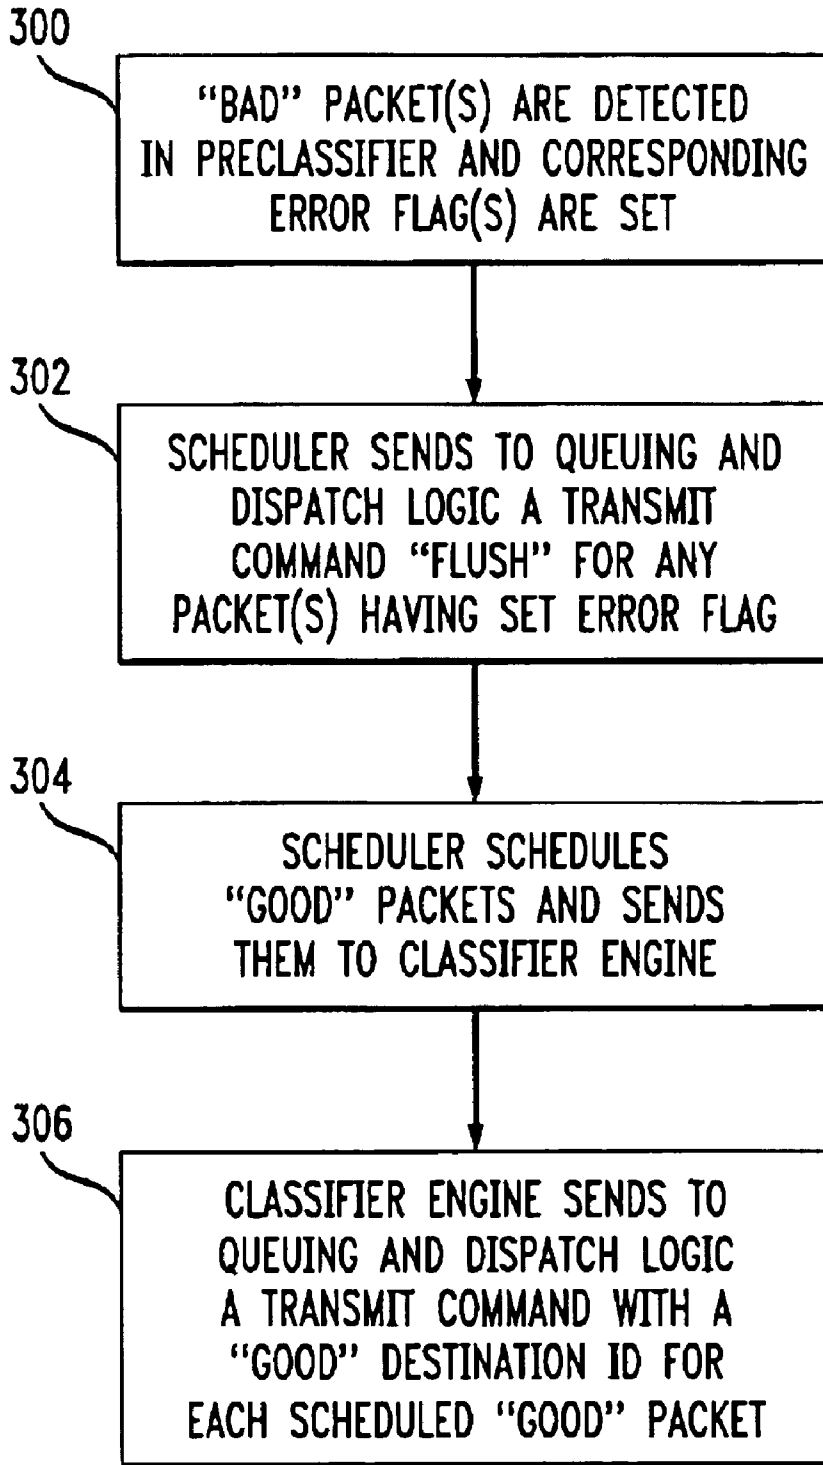 300
“BAD” PACKET(S) ARE DETECTED
IN PRECLASSIFIER AND CORRESPONDING
ERROR FLAG(S) ARE SET
302
SCHEDULER SENDS TO QUEUING AND
DISPATCH LOGIC A TRANSMIT
COMMAND “FLUSH” FOR ANY
PACKET(S) HAVING SET ERROR FLAG
304
SCHEDULER SCHEDULES
“GOOD” PACKETS AND SENDS
THEM TO CLASSIFIER ENGINE
306
CLASSIFIER ENGINE SENDS TO
QUEUING AND DISPATCH LOGIC
A TRANSMIT COMMAND WITH A
“GOOD” DESTINATION ID FOR
EACH SCHEDULED “GOOD” PACKET